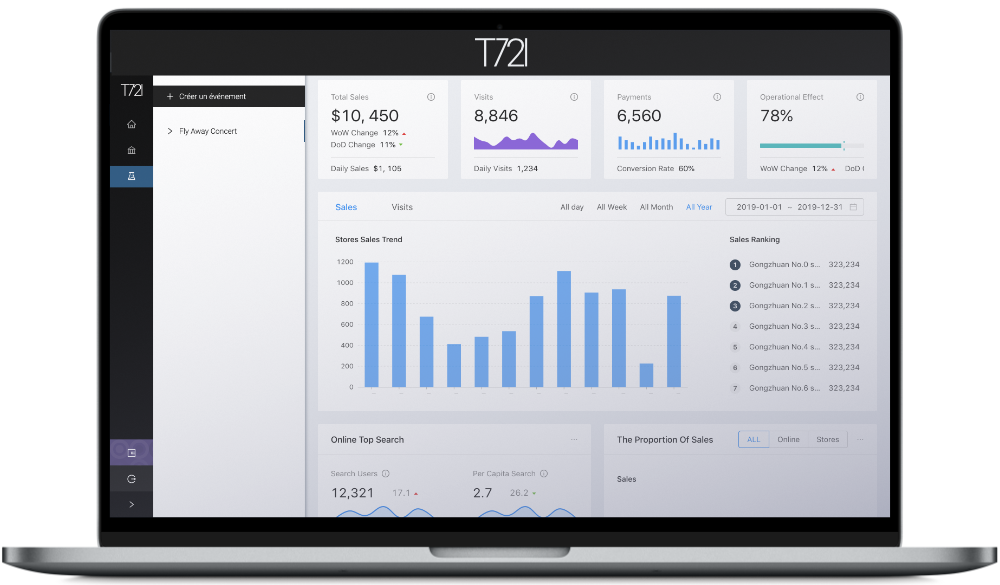 T72I
T72I
+ Créer un événement
> Fly Away Concert
Total Sales
$10, 450
WoW Change 12%
DoD Change 11%
Daily Sales $1, 105
Visits
8,846
Daily Visits 1,234
Payments
6,560
Conversion Rate 60%
Operational Effect
78%
WoW Change 12% DoD
Sales Visits All day All Week All Month All Year 2019-01-01 ~ 2019-12-31
Stores Sales Trend
1200
1000
800
600
400
200
0
Sales Ranking
1 Gongzhuan No.0 s... 323,234
2 Gongzhuan No.1 s... 323,234
3 Gongzhuan No.2 s... 323,234
4 Gongzhuan No.3 s... 323,234
5 Gongzhuan No.4 s... 323,234
6 Gongzhuan No.5 s... 323,234
7 Gongzhuan No.6 s... 323,234
Online Top Search ...
Search Users
12,321 17.1
Per Capita Search
2.7 26.2
The Proportion Of Sales ALL Online Stores ...
Sales